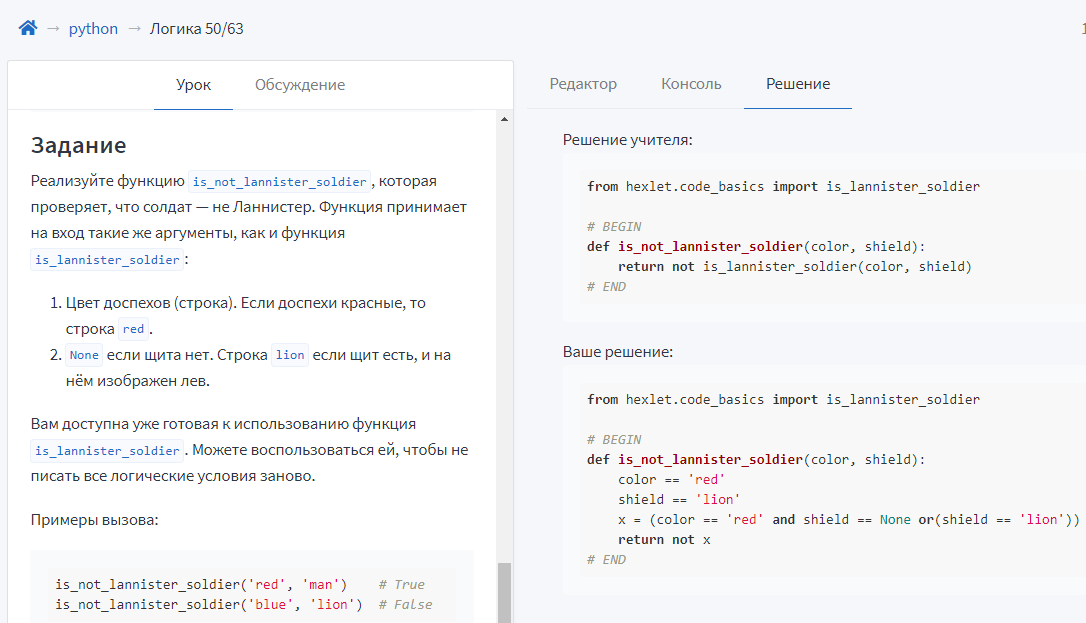 → python → Логика 50/63
1
Урок Обсуждение
Редактор Консоль Решение
Задание
Реализуйте функцию is_not_lannister_soldier, которая
проверяет, что солдат — не Ланнистер. Функция принимает
на вход такие же аргументы, как и функция
is_lannister_soldier:
1. Цвет доспехов (строка). Если доспехи красные, то
строка red.
2. None если щита нет. Строка lion если щит есть, и на
нём изображен лев.
Вам доступна уже готовая к использованию функция
is_lannister_soldier. Можете воспользоваться ей, чтобы не
писать все логические условия заново.
Примеры вызова:
is_not_lannister_soldier('red', 'man')    # True
is_not_lannister_soldier('blue', 'lion')  # False
Решение учителя:
from hexlet.code_basics import is_lannister_soldier
# BEGIN
def is_not_lannister_soldier(color, shield):
    return not is_lannister_soldier(color, shield)
# END
Ваше решение:
from hexlet.code_basics import is_lannister_soldier
# BEGIN
def is_not_lannister_soldier(color, shield):
    color == 'red'
    shield == 'lion'
    x = (color == 'red' and shield == None or(shield == 'lion'))
    return not x
# END